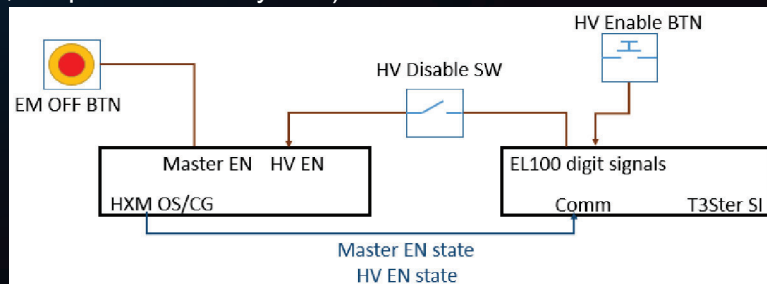 HV Enable BTN
HV Disable SW
EM OFF BTN
Master EN HV EN
EL100 digit signals
HXM OS/CG
Comm T3Ster SI
Master EN state
HV EN state